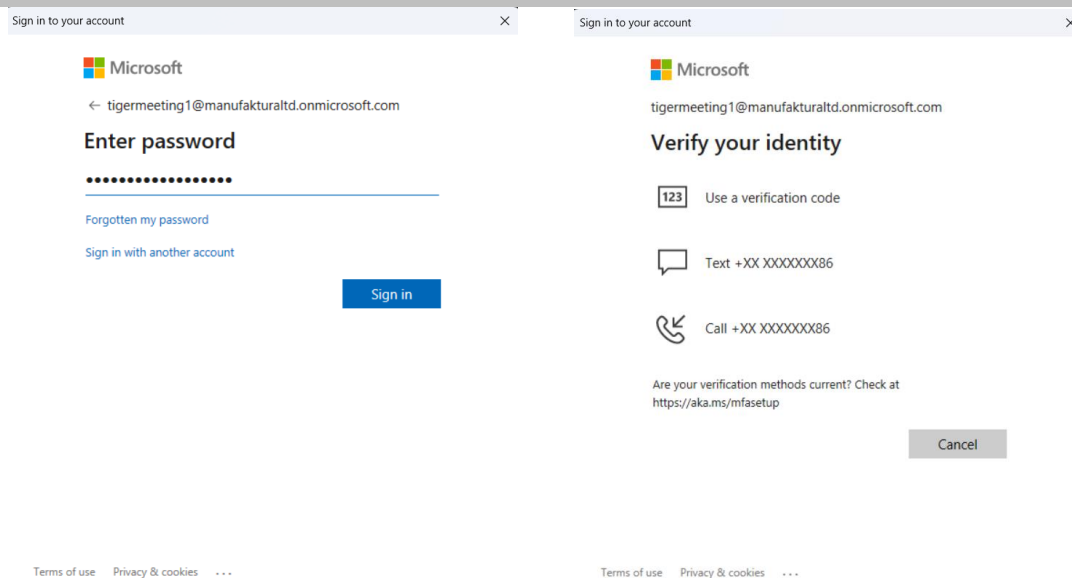 Sign in to your account
Microsoft
← tigermeeting1@manufakturaltd.onmicrosoft.com
Enter password
••••••••••••••••••
Forgotten my password
Sign in with another account
Sign in
Terms of use Privacy & cookies ...
Sign in to your account
Microsoft
tigermeeting1@manufakturaltd.onmicrosoft.com
Verify your identity
123 Use a verification code
Text +XX XXXXXXX86
Call +XX XXXXXXX86
Are your verification methods current? Check at
https://aka.ms/mfasetup
Cancel
Terms of use Privacy & cookies ...